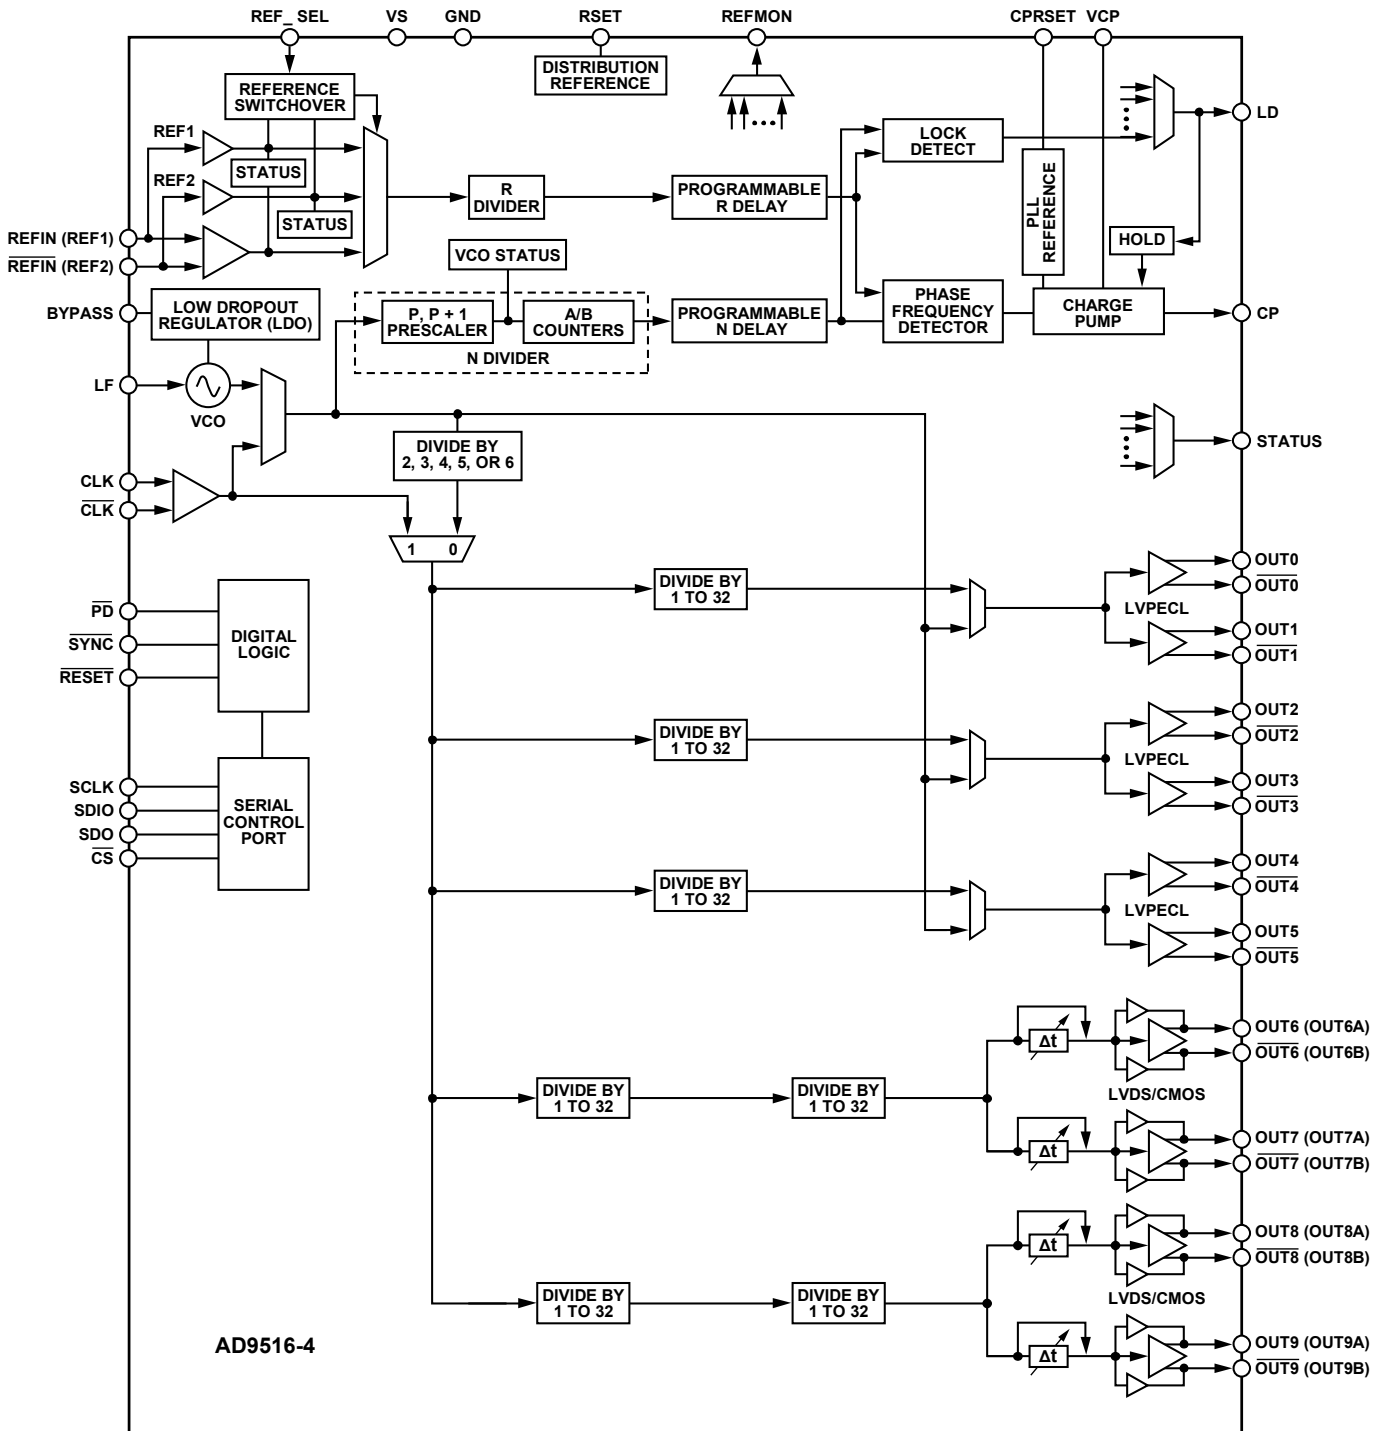 REF_ SEL
VS
GND
RSET
REFMON
CPRSET
VCP
REFERENCE
SWITCHOVER
DISTRIBUTION
REFERENCE
LD
REF1
STATUS
REF2
STATUS
LOCK
DETECT
R
DIVIDER
PROGRAMMABLE
R DELAY
PLL
REFERENCE
HOLD
REFIN (REF1)
REFIN (REF2)
VCO STATUS
BYPASS
LOW DROPOUT
REGULATOR (LDO)
P, P + 1
PRESCALER
A/B
COUNTERS
N DIVIDER
PROGRAMMABLE
N DELAY
PHASE
FREQUENCY
DETECTOR
CHARGE
PUMP
CP
LF
VCO
DIVIDE BY
2, 3, 4, 5, OR 6
STATUS
CLK
CLK
1 0
DIVIDE BY
1 TO 32
LVPECL
OUT0
OUT0
OUT1
OUT1
PD
SYNC
RESET
DIGITAL
LOGIC
DIVIDE BY
1 TO 32
LVPECL
OUT2
OUT2
OUT3
OUT3
SCLK
SDIO
SDO
CS
SERIAL
CONTROL
PORT
DIVIDE BY
1 TO 32
LVPECL
OUT4
OUT4
OUT5
OUT5
DIVIDE BY
1 TO 32
DIVIDE BY
1 TO 32
Δt
OUT6 (OUT6A)
OUT6 (OUT6B)
LVDS/CMOS
Δt
OUT7 (OUT7A)
OUT7 (OUT7B)
DIVIDE BY
1 TO 32
DIVIDE BY
1 TO 32
Δt
OUT8 (OUT8A)
OUT8 (OUT8B)
LVDS/CMOS
Δt
OUT9 (OUT9A)
OUT9 (OUT9B)
AD9516-4